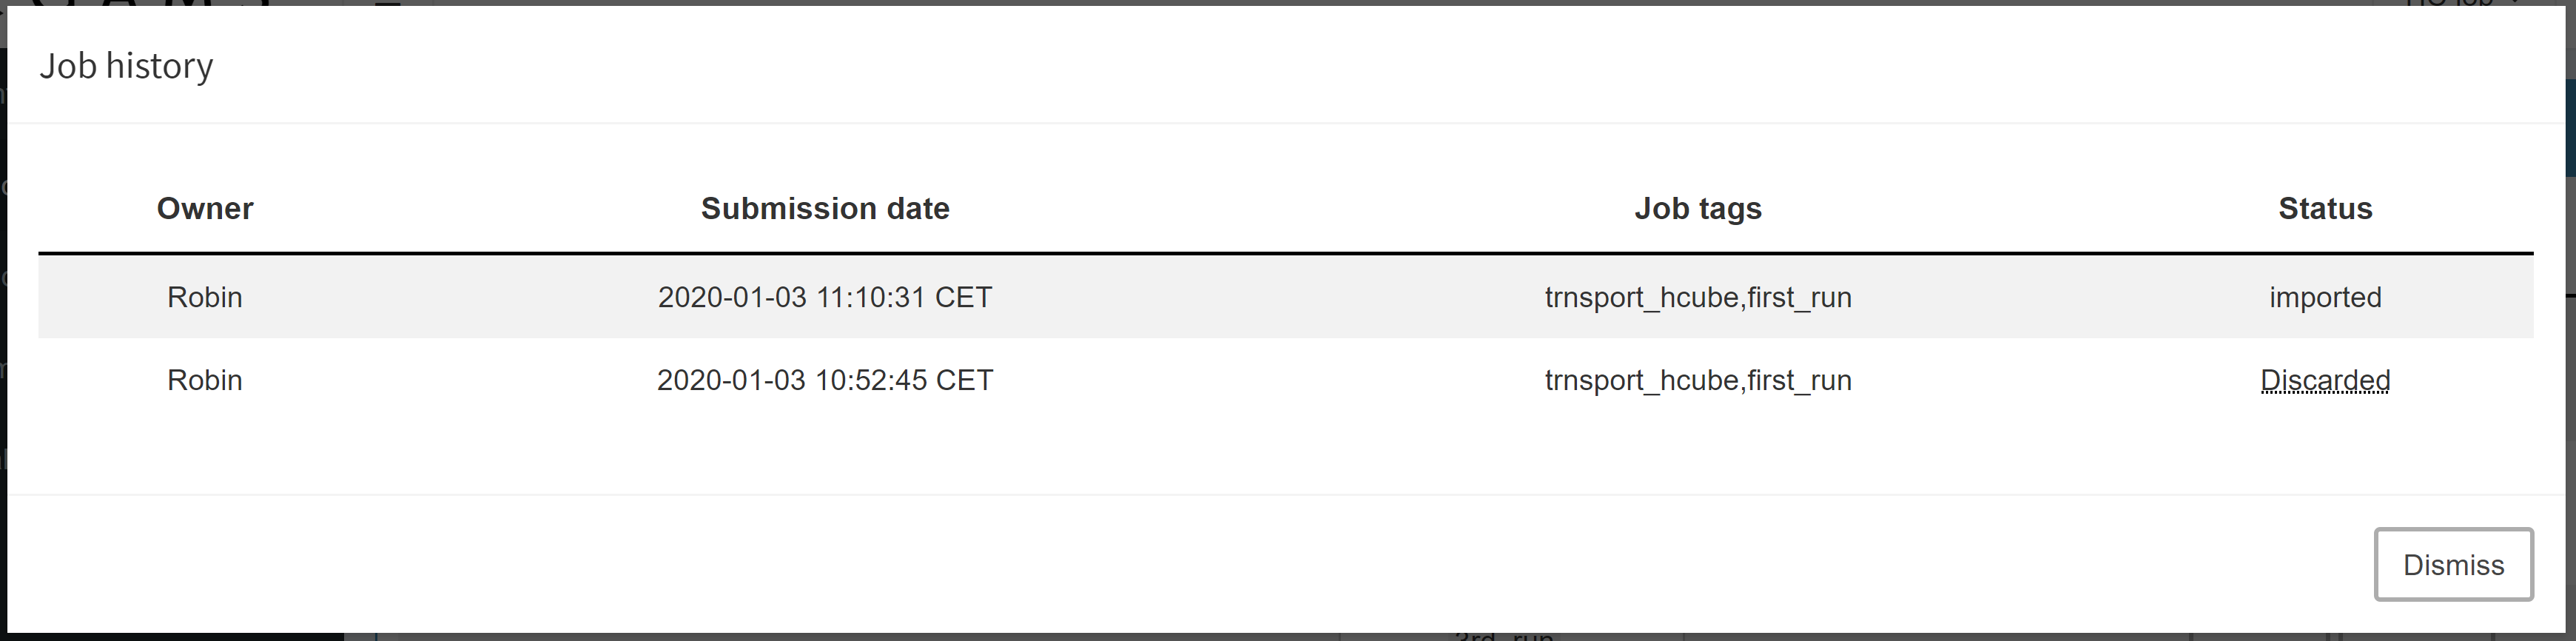 Job history
Owner Submission date Job tags Status
Robin 2020-01-03 11:10:31 CET trnsport_hcube,first_run imported
Robin 2020-01-03 10:52:45 CET trnsport_hcube,first_run Discarded
Dismiss
3rd_run